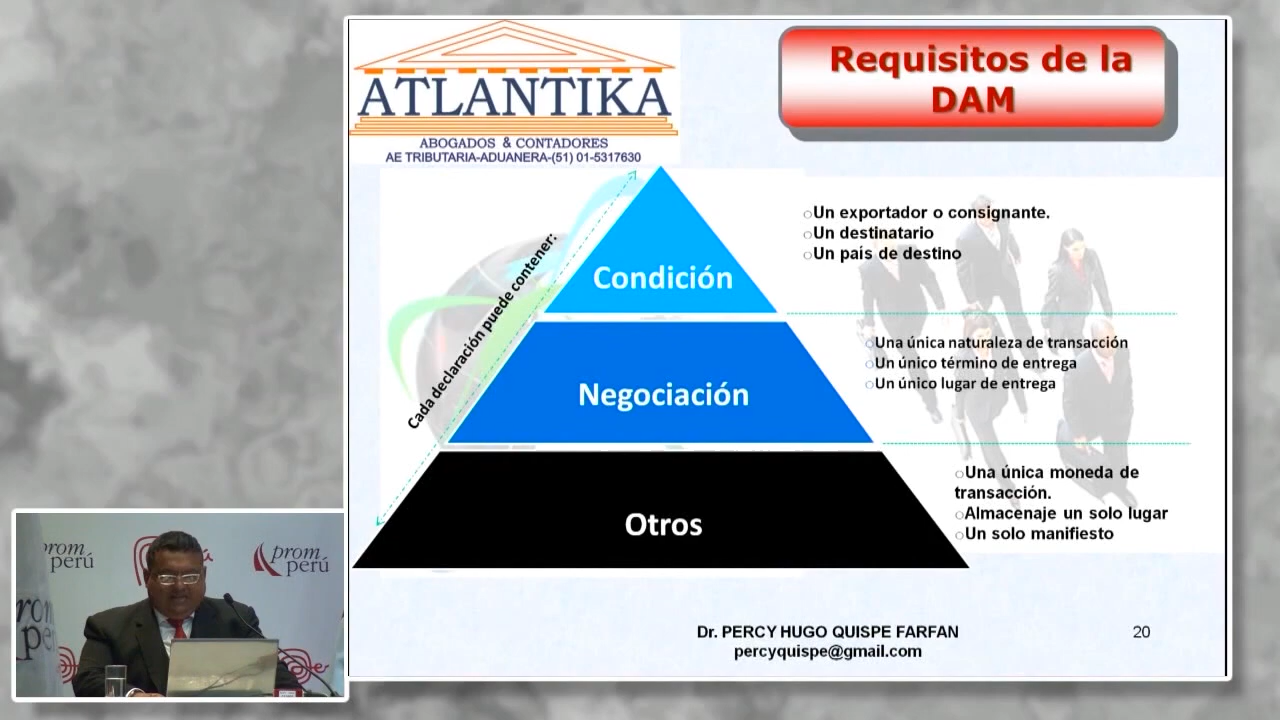 ATLANTIKA
ABOGADOS & CONTADORES
AE TRIBUTARIA-ADUANERA-(51) 01-5317630
Requisitos de la
DAM
Cada declaración puede contener:
Condición
○Un exportador o consignante.
○Un destinatario
○Un país de destino
Negociación
○Una única naturaleza de transacción
○Un único término de entrega
○Un único lugar de entrega
Otros
○Una única moneda de
transacción.
○Almacenaje un solo lugar
○Un solo manifiesto
Dr. PERCY HUGO QUISPE FARFAN
percyquispe@gmail.com
20
prom
perú
prom
perú